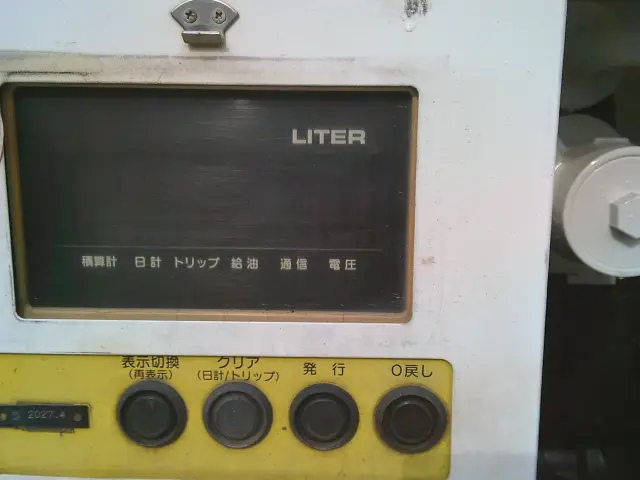 LITER
積算計 日計 トリップ 給油 通信 電圧
表示切換 クリア 発行 0戻し
(再表示) (日計/トリップ)
2027.4